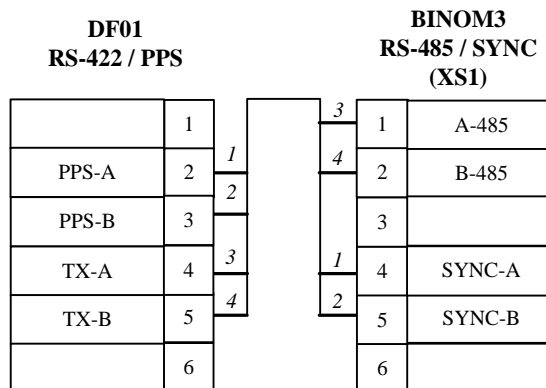 DF01
RS-422 / PPS
BINOM3
RS-485 / SYNC
(XS1)
1
PPS-A 2
PPS-B 3
TX-A 4
TX-B 5
6
1
2
3
4
3
4
1
2
1 A-485
2 B-485
3
4 SYNC-A
5 SYNC-B
6